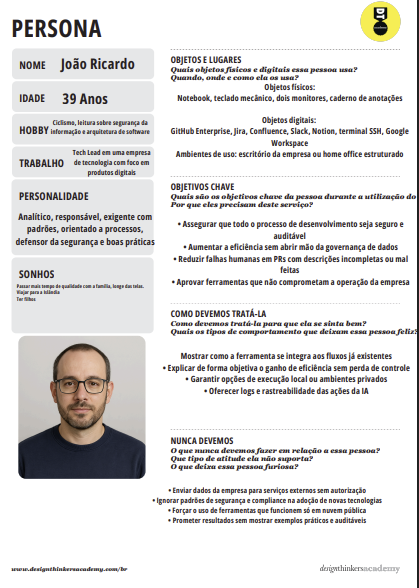 PERSONA
DT
NOME João Ricardo
IDADE 39 Anos
HOBBY Ciclismo, leitura sobre segurança da
informação e arquitetura de software
TRABALHO Tech Lead em uma empresa
de tecnologia com foco em
produtos digitais
PERSONALIDADE
Analítico, responsável, exigente com
padrões, orientado a processos,
defensor da segurança e boas práticas
SONHOS
Passar mais tempo de qualidade com a família, longe das telas.
Viajar para a Islândia
Ter filhos
OBJETOS E LUGARES
Quais objetos físicos e digitais essa pessoa usa?
Quando, onde e como ela os usa?
Objetos físicos:
Notebook, teclado mecânico, dois monitores, caderno de anotações
Objetos digitais:
GitHub Enterprise, Jira, Confluence, Slack, Notion, terminal SSH, Google
Workspace
Ambientes de uso: escritório da empresa ou home office estruturado
OBJETIVOS CHAVE
Quais são os objetivos chave da pessoa durante a utilização do
Por que eles precisam deste serviço?
• Assegurar que todo o processo de desenvolvimento seja seguro e
auditável
• Aumentar a eficiência sem abrir mão da governança de dados
• Reduzir falhas humanas em PRs com descrições incompletas ou mal
feitas
• Aprovar ferramentas que não comprometam a operação da empresa
COMO DEVEMOS TRATÁ-LA
Como devemos tratá-la para que ela se sinta bem?
Quais os tipos de comportamento que deixam essa pessoa feliz?
Mostrar como a ferramenta se integra aos fluxos já existentes
• Explicar de forma objetiva o ganho de eficiência sem perda de controle
• Garantir opções de execução local ou ambientes privados
• Oferecer logs e rastreabilidade das ações da IA
NUNCA DEVEMOS
O que nunca devemos fazer em relação a essa pessoa?
Que tipo de atitude ela não suporta?
O que deixa essa pessoa furiosa?
• Enviar dados da empresa para serviços externos sem autorização
• Ignorar padrões de segurança e compliance na adoção de novas tecnologias
• Forçar o uso de ferramentas que funcionem só em nuvem pública
• Prometer resultados sem mostrar exemplos práticos e auditáveis
www.designthinkersacademy.com/br
designthinkersacademy